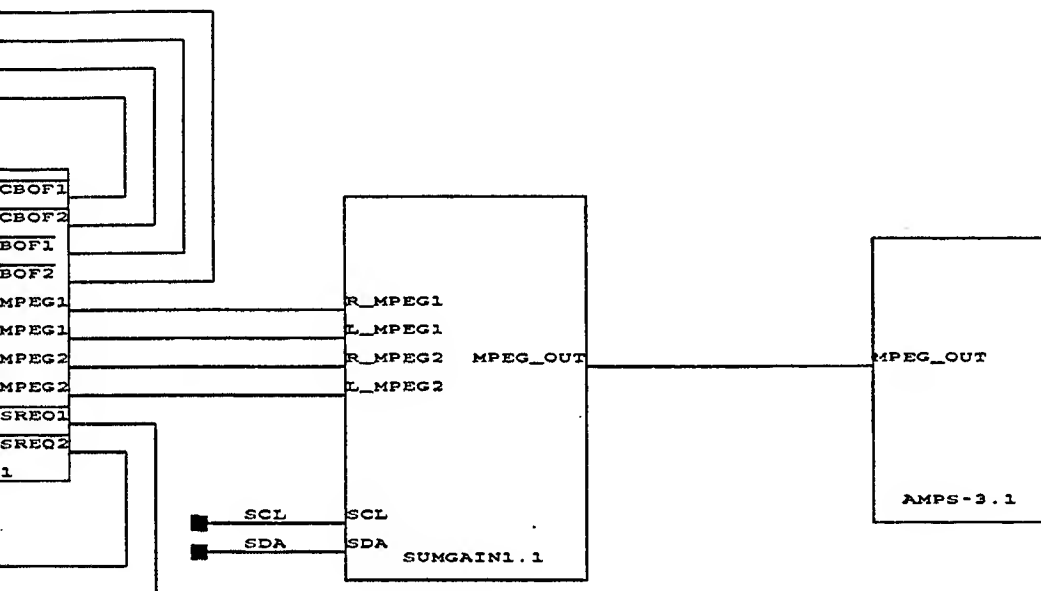 CBOF1
CBOF2
BOF1
BOF2
MPEG1
MPEG1
MPEG2
MPEG2
SREQ1
SREQ2
1
R_MPEG1
L_MPEG1
R_MPEG2
L_MPEG2
MPEG_OUT
SCL
SDA
SCL
SDA
SUMGAIN1.1
MPEG_OUT
AMPS-3.1